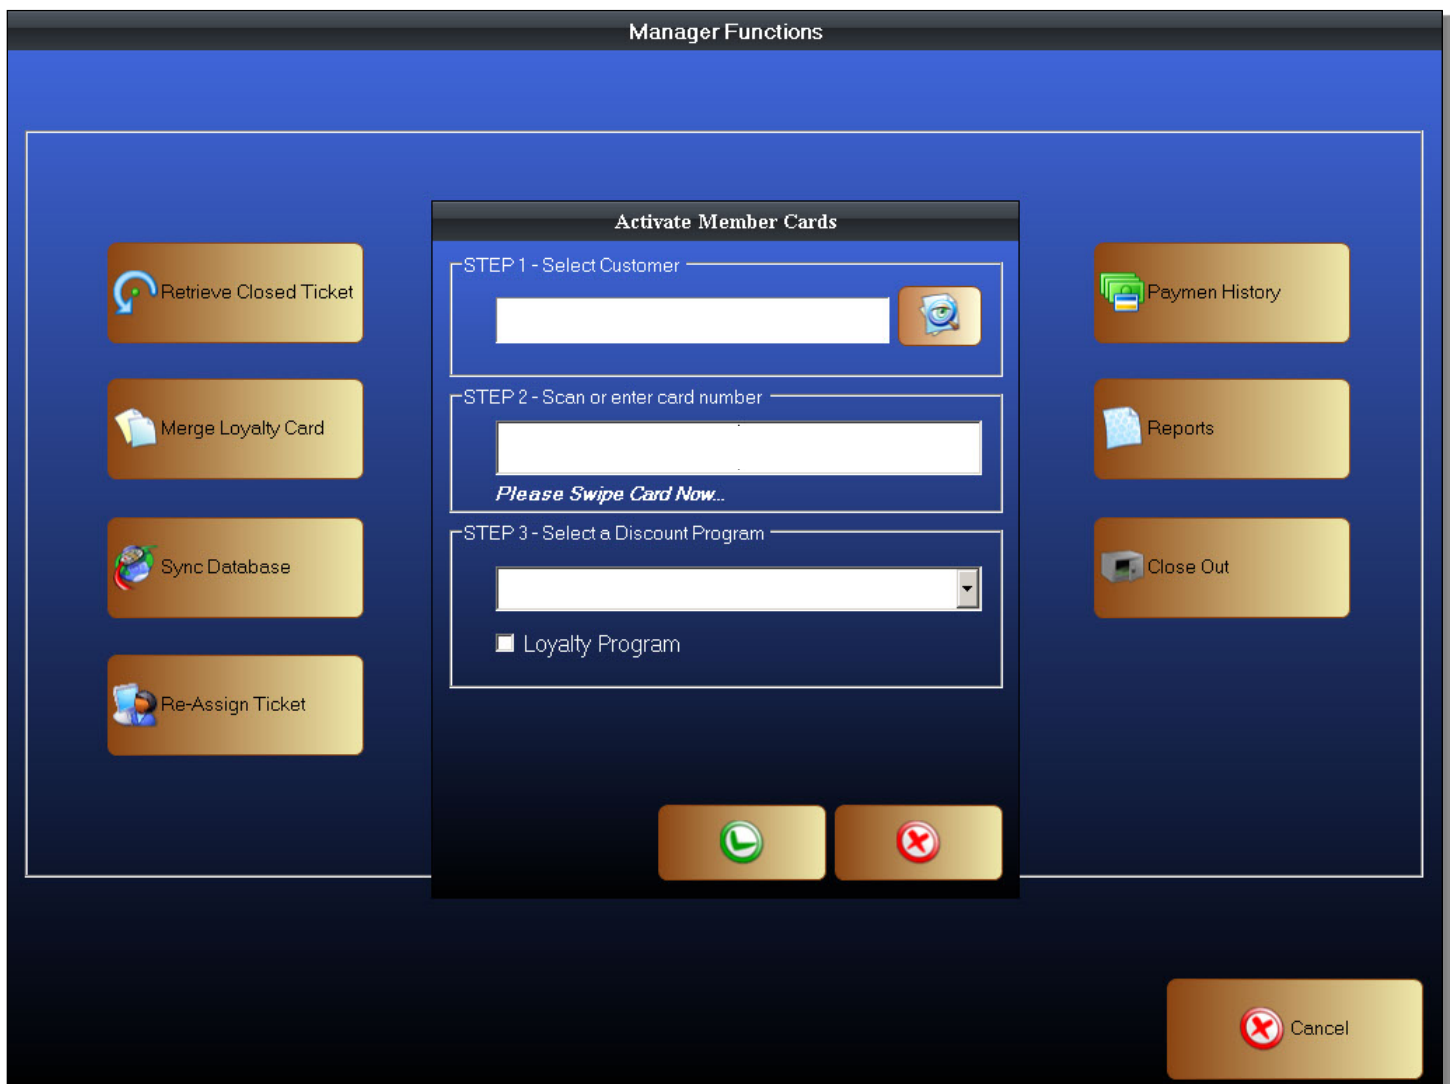 Manager Functions
Retrieve Closed Ticket
Merge Loyalty Card
Sync Database
Re-Assign Ticket
Activate Member Cards
STEP 1 - Select Customer
STEP 2 - Scan or enter card number
Please Swipe Card Now...
STEP 3 - Select a Discount Program
Loyalty Program
Paymen History
Reports
Close Out
Cancel